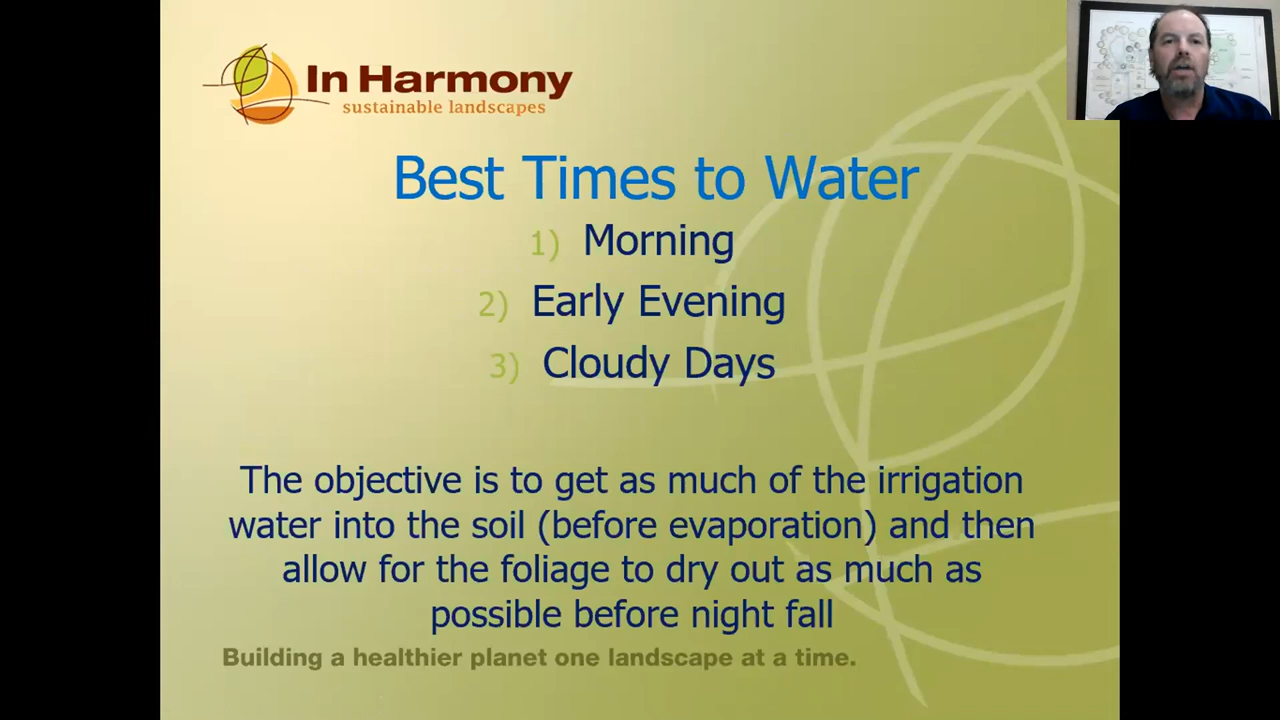 In Harmony
sustainable landscapes
Best Times to Water
1) Morning
2) Early Evening
3) Cloudy Days
The objective is to get as much of the irrigation
water into the soil (before evaporation) and then
allow for the foliage to dry out as much as
possible before night fall
Building a healthier planet one landscape at a time.